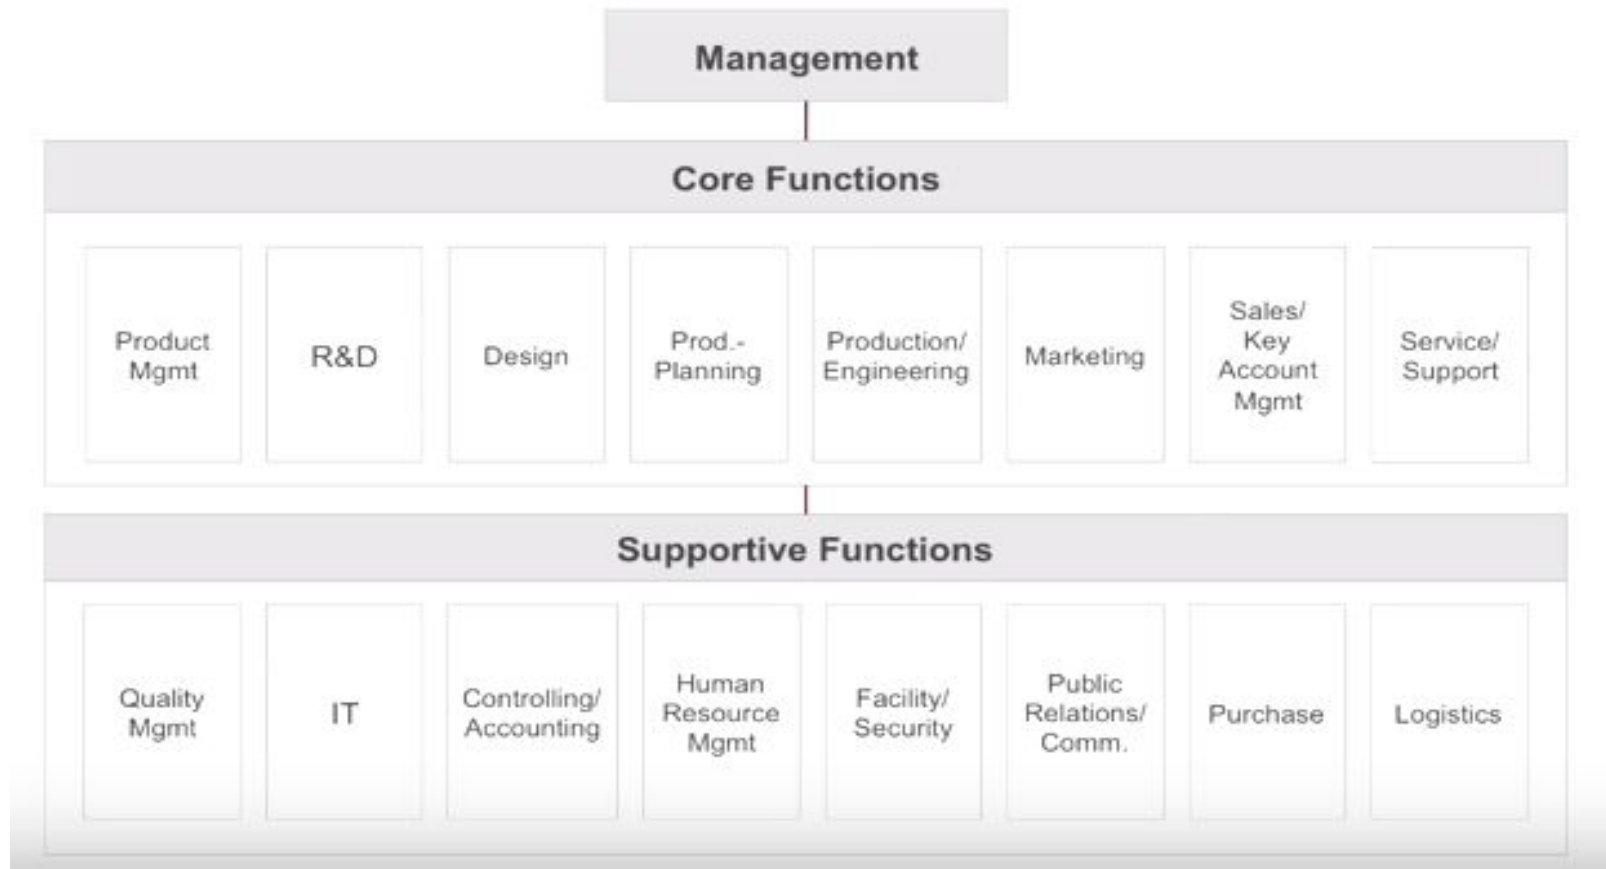 Management
Core Functions
Product
Mgmt
R&D
Design
Prod.-
Planning
Production/
Engineering
Marketing
Sales/
Key
Account
Mgmt
Service/
Support
Supportive Functions
Quality
Mgmt
IT
Controlling/
Accounting
Human
Resource
Mgmt
Facility/
Security
Public
Relations/
Comm.
Purchase
Logistics